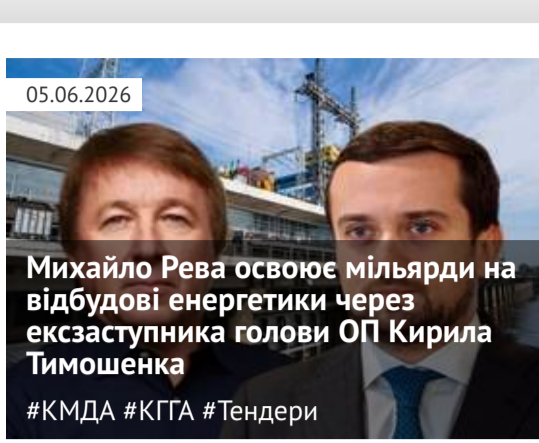 05.06.2026
Михайло Рева освоює мільярди на
відбудові енергетики через
ексзаступника голови ОП Кирила
Тимошенка
#КМДА #КГГА #Тендери